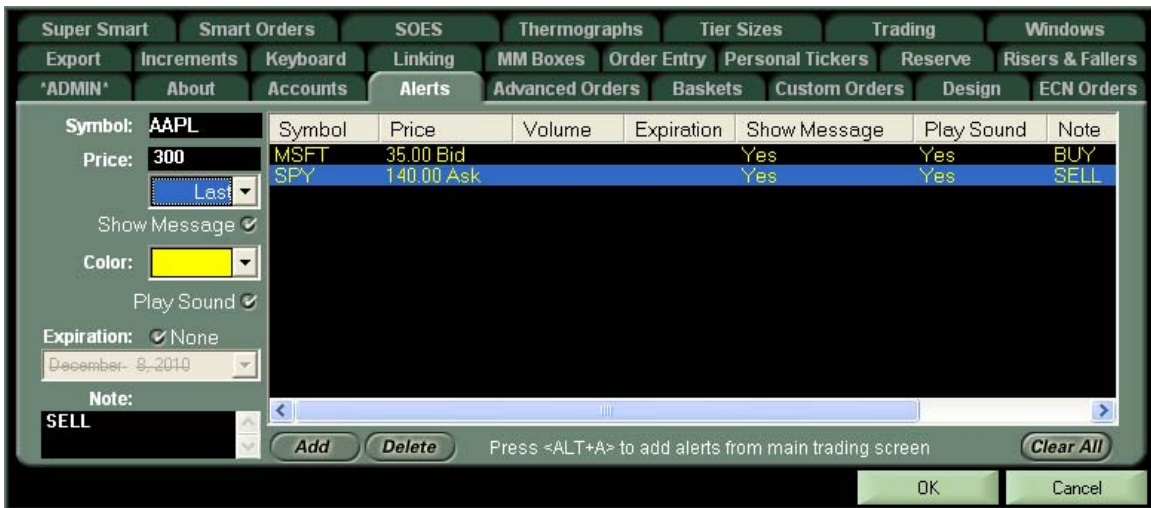 Super Smart Smart Orders SOES Thermographs Tier Sizes Trading Windows
Export Increments Keyboard Linking MM Boxes Order Entry Personal Tickers Reserve Risers & Fallers
*ADMIN* About Accounts Alerts Advanced Orders Baskets Custom Orders Design ECN Orders
Symbol: AAPL
Price: 300
Last
Show Message
Color:
Play Sound
Expiration: None
December 8, 2010
Note:
SELL
Symbol Price Volume Expiration Show Message Play Sound Note
MSFT 35.00 Bid Yes Yes BUY
SPY 140.00 Ask Yes Yes SELL
Add Delete Press <ALT+A> to add alerts from main trading screen Clear All
OK Cancel